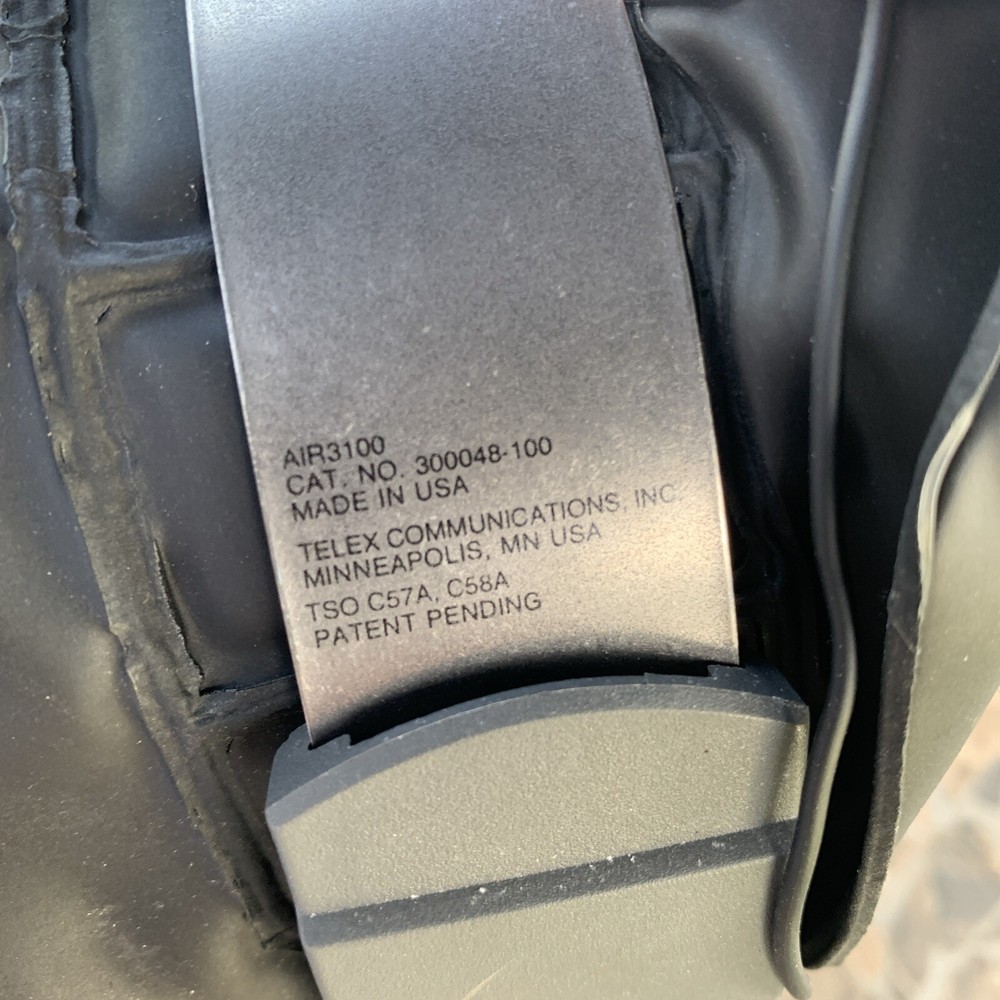 AIR3100
CAT. NO. 300048-100
MADE IN USA
TELEX COMMUNICATIONS, INC.
MINNEAPOLIS, MN USA
TSO C57A, C58A
PATENT PENDING